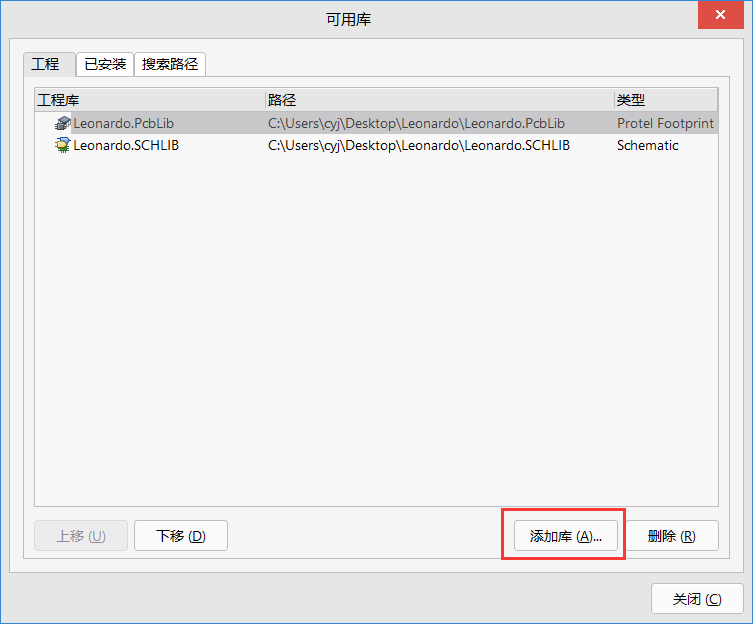 可用库
工程 已安装 搜索路径
工程库 路径 类型
Leonardo.PcbLib C:\Users\cyj\Desktop\Leonardo\Leonardo.PcbLib Protel Footprint
Leonardo.SCHLIB C:\Users\cyj\Desktop\Leonardo\Leonardo.SCHLIB Schematic
上移 (U) 下移 (D) 添加库 (A)... 删除 (R)
关闭 (C)